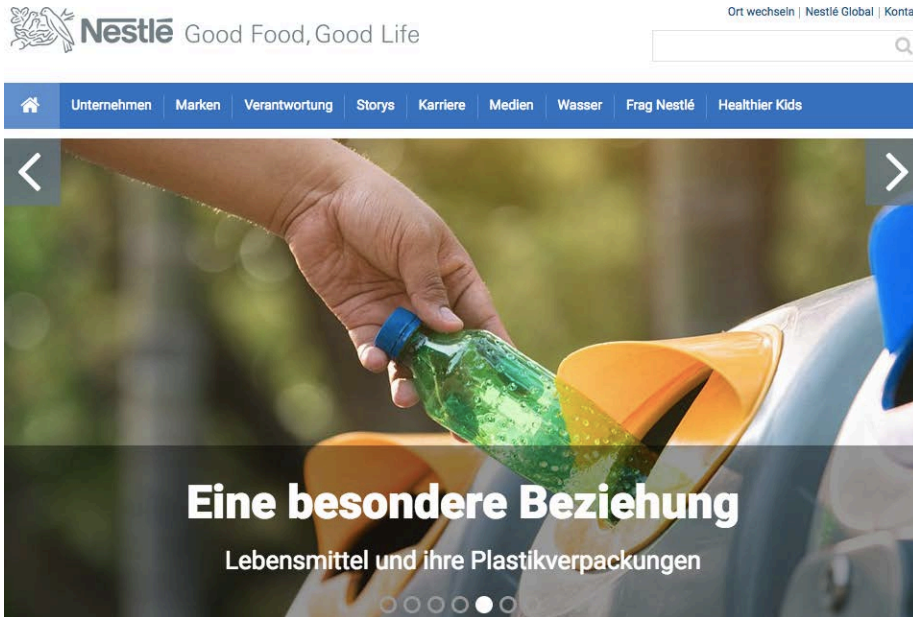 Ort wechseln | Nestlé Global | Konta
Nestlé Good Food, Good Life
Unternehmen Marken Verantwortung Storys Karriere Medien Wasser Frag Nestlé Healthier Kids
Eine besondere Beziehung
Lebensmittel und ihre Plastikverpackungen